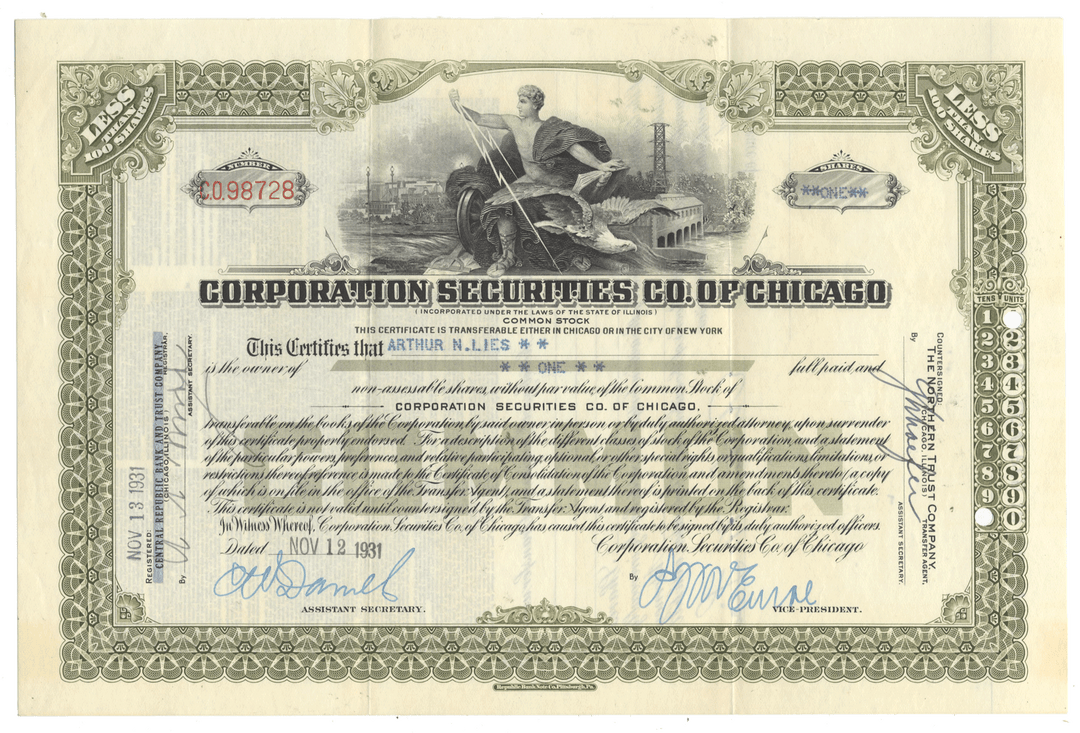 LESS THAN 100 SHARES
LESS THAN 100 SHARES
NUMBER
C.O.98728
SHARES
**ONE**
CORPORATION SECURITIES CO. OF CHICAGO
(INCORPORATED UNDER THE LAWS OF THE STATE OF ILLINOIS)
COMMON STOCK
THIS CERTIFICATE IS TRANSFERABLE EITHER IN CHICAGO OR IN THE CITY OF NEW YORK
This Certifies that ARTHUR N.LIES * *
is the owner of * * ONE * * full paid and
non-assessable shares, without par value, of the Common Stock of
CORPORATION SECURITIES CO. OF CHICAGO,
transferable on the books of the Corporation by said owner in person or by duly authorized attorney, upon surrender
of this certificate properly endorsed. For a description of the different classes of stock of the Corporation, and a statement
of the particular powers, preferences, and relative participating, optional or other special rights, or qualifications, limitations, or
restrictions thereof, reference is made to the Certificate of Consolidation of the Corporation and amendments thereto, a copy
of which is on file in the office of the Transfer Agent, and a statement thereof is printed on the back of this certificate.
This certificate is not valid until countersigned by the Transfer Agent and registered by the Registrar.
In Witness Whereof, Corporation Securities Co. of Chicago has caused this certificate to be signed by its duly authorized officers.
Dated NOV 12 1931
Corporation Securities Co. of Chicago
By
ASSISTANT SECRETARY.
VICE-PRESIDENT.
NOV 13 1931
REGISTERED:
CENTRAL REPUBLIC BANK AND TRUST COMPANY,
(CHICAGO, ILLINOIS) REGISTRAR,
By
ASSISTANT SECRETARY.
COUNTERSIGNED:
THE NORTHERN TRUST COMPANY,
(CHICAGO, ILLINOIS) TRANSFER AGENT,
By
ASSISTANT SECRETARY.
TENS UNITS
1
2 2
3 3
4 4
5 5
6 6
7 7
8 8
9 9
0
COMMON
Republic Bank Note Co. Pittsburgh, Pa.